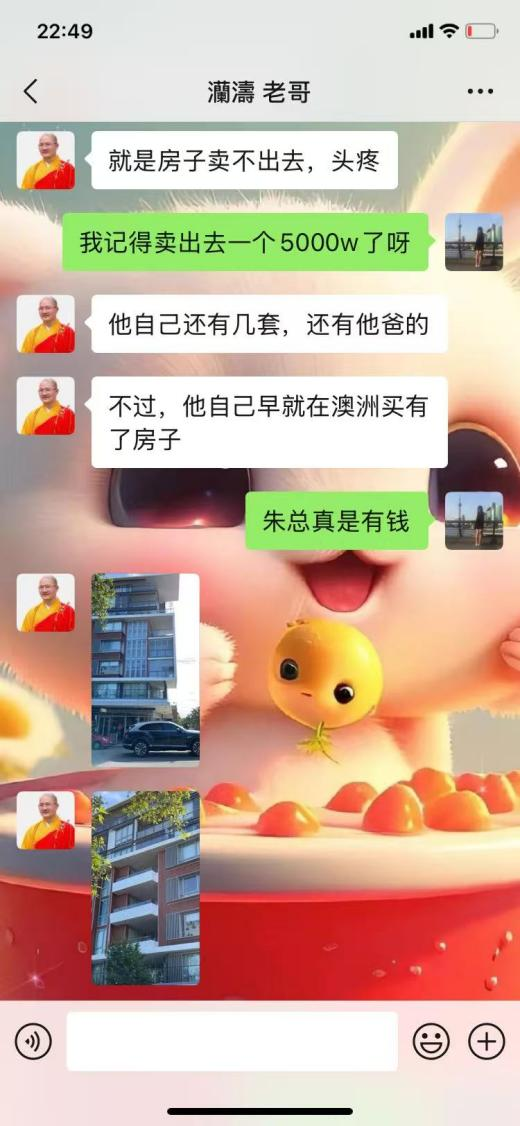 22:49
灡濤 老哥
就是房子卖不出去，头疼
我记得卖出去一个5000w了呀
他自己还有几套，还有他爸的
不过，他自己早就在澳洲买有
了房子
朱总真是有钱